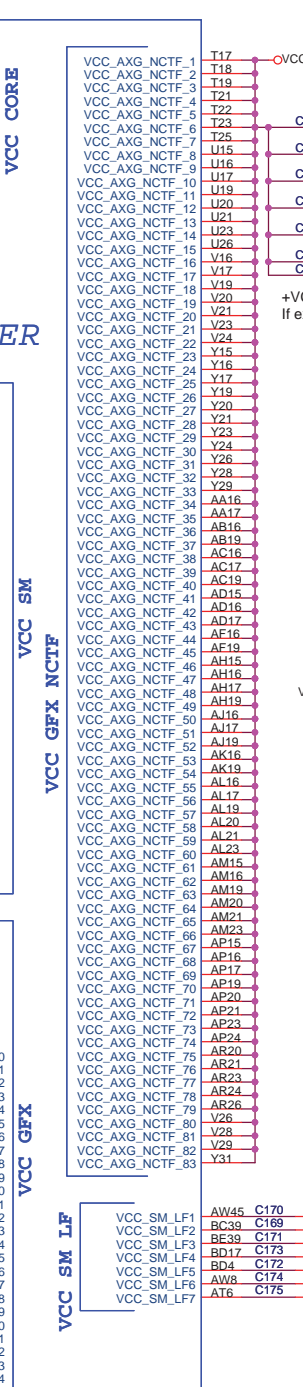 VCC CORE
ER
VCC SM
VCC GFX
VCC GFX NCTF
VCC_AXG_NCTF_1 T17
VCC_AXG_NCTF_2 T18
VCC_AXG_NCTF_3 T19
VCC_AXG_NCTF_4 T21
VCC_AXG_NCTF_5 T22
VCC_AXG_NCTF_6 T23
VCC_AXG_NCTF_7 T25
VCC_AXG_NCTF_8 U15
VCC_AXG_NCTF_9 U16
VCC_AXG_NCTF_10 U17
VCC_AXG_NCTF_11 U19
VCC_AXG_NCTF_12 U20
VCC_AXG_NCTF_13 U21
VCC_AXG_NCTF_14 U23
VCC_AXG_NCTF_15 U26
VCC_AXG_NCTF_16 V16
VCC_AXG_NCTF_17 V17
VCC_AXG_NCTF_18 V19
VCC_AXG_NCTF_19 V20
VCC_AXG_NCTF_20 V21
VCC_AXG_NCTF_21 V23
VCC_AXG_NCTF_22 V24
VCC_AXG_NCTF_23 Y15
VCC_AXG_NCTF_24 Y16
VCC_AXG_NCTF_25 Y17
VCC_AXG_NCTF_26 Y19
VCC_AXG_NCTF_27 Y20
VCC_AXG_NCTF_28 Y21
VCC_AXG_NCTF_29 Y23
VCC_AXG_NCTF_30 Y24
VCC_AXG_NCTF_31 Y26
VCC_AXG_NCTF_32 Y28
VCC_AXG_NCTF_33 Y29
VCC_AXG_NCTF_34 AA16
VCC_AXG_NCTF_35 AA17
VCC_AXG_NCTF_36 AB16
VCC_AXG_NCTF_37 AB19
VCC_AXG_NCTF_38 AC16
VCC_AXG_NCTF_39 AC17
VCC_AXG_NCTF_40 AC19
VCC_AXG_NCTF_41 AD15
VCC_AXG_NCTF_42 AD16
VCC_AXG_NCTF_43 AD17
VCC_AXG_NCTF_44 AF16
VCC_AXG_NCTF_45 AF19
VCC_AXG_NCTF_46 AH15
VCC_AXG_NCTF_47 AH16
VCC_AXG_NCTF_48 AH17
VCC_AXG_NCTF_49 AH19
VCC_AXG_NCTF_50 AJ16
VCC_AXG_NCTF_51 AJ17
VCC_AXG_NCTF_52 AJ19
VCC_AXG_NCTF_53 AK16
VCC_AXG_NCTF_54 AK19
VCC_AXG_NCTF_55 AL16
VCC_AXG_NCTF_56 AL17
VCC_AXG_NCTF_57 AL19
VCC_AXG_NCTF_58 AL20
VCC_AXG_NCTF_59 AL21
VCC_AXG_NCTF_60 AL23
VCC_AXG_NCTF_61 AM15
VCC_AXG_NCTF_62 AM16
VCC_AXG_NCTF_63 AM19
VCC_AXG_NCTF_64 AM20
VCC_AXG_NCTF_65 AM21
VCC_AXG_NCTF_66 AM23
VCC_AXG_NCTF_67 AP15
VCC_AXG_NCTF_68 AP16
VCC_AXG_NCTF_69 AP17
VCC_AXG_NCTF_70 AP19
VCC_AXG_NCTF_71 AP20
VCC_AXG_NCTF_72 AP21
VCC_AXG_NCTF_73 AP23
VCC_AXG_NCTF_74 AP24
VCC_AXG_NCTF_75 AR20
VCC_AXG_NCTF_76 AR21
VCC_AXG_NCTF_77 AR23
VCC_AXG_NCTF_78 AR24
VCC_AXG_NCTF_79 AR26
VCC_AXG_NCTF_80 V26
VCC_AXG_NCTF_81 V28
VCC_AXG_NCTF_82 V29
VCC_AXG_NCTF_83 Y31
VCC SM LF
VCC_SM_LF1 AW45 C170
VCC_SM_LF2 BC39 C169
VCC_SM_LF3 BE39 C171
VCC_SM_LF4 BD17 C173
VCC_SM_LF5 BD4 C172
VCC_SM_LF6 AW8 C174
VCC_SM_LF7 AT6 C175
+VC
If e